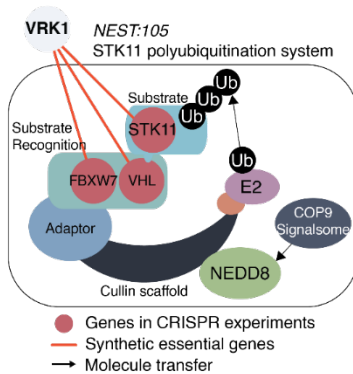 VRK1
NEST:105
STK11 polyubiquitination system
Substrate
Ub
Ub
Ub
STK11
Substrate
Recognition
Ub
FBXW7
VHL
E2
Adaptor
COP9
Signalsome
NEDD8
Cullin scaffold
Genes in CRISPR experiments
Synthetic essential genes
Molecule transfer